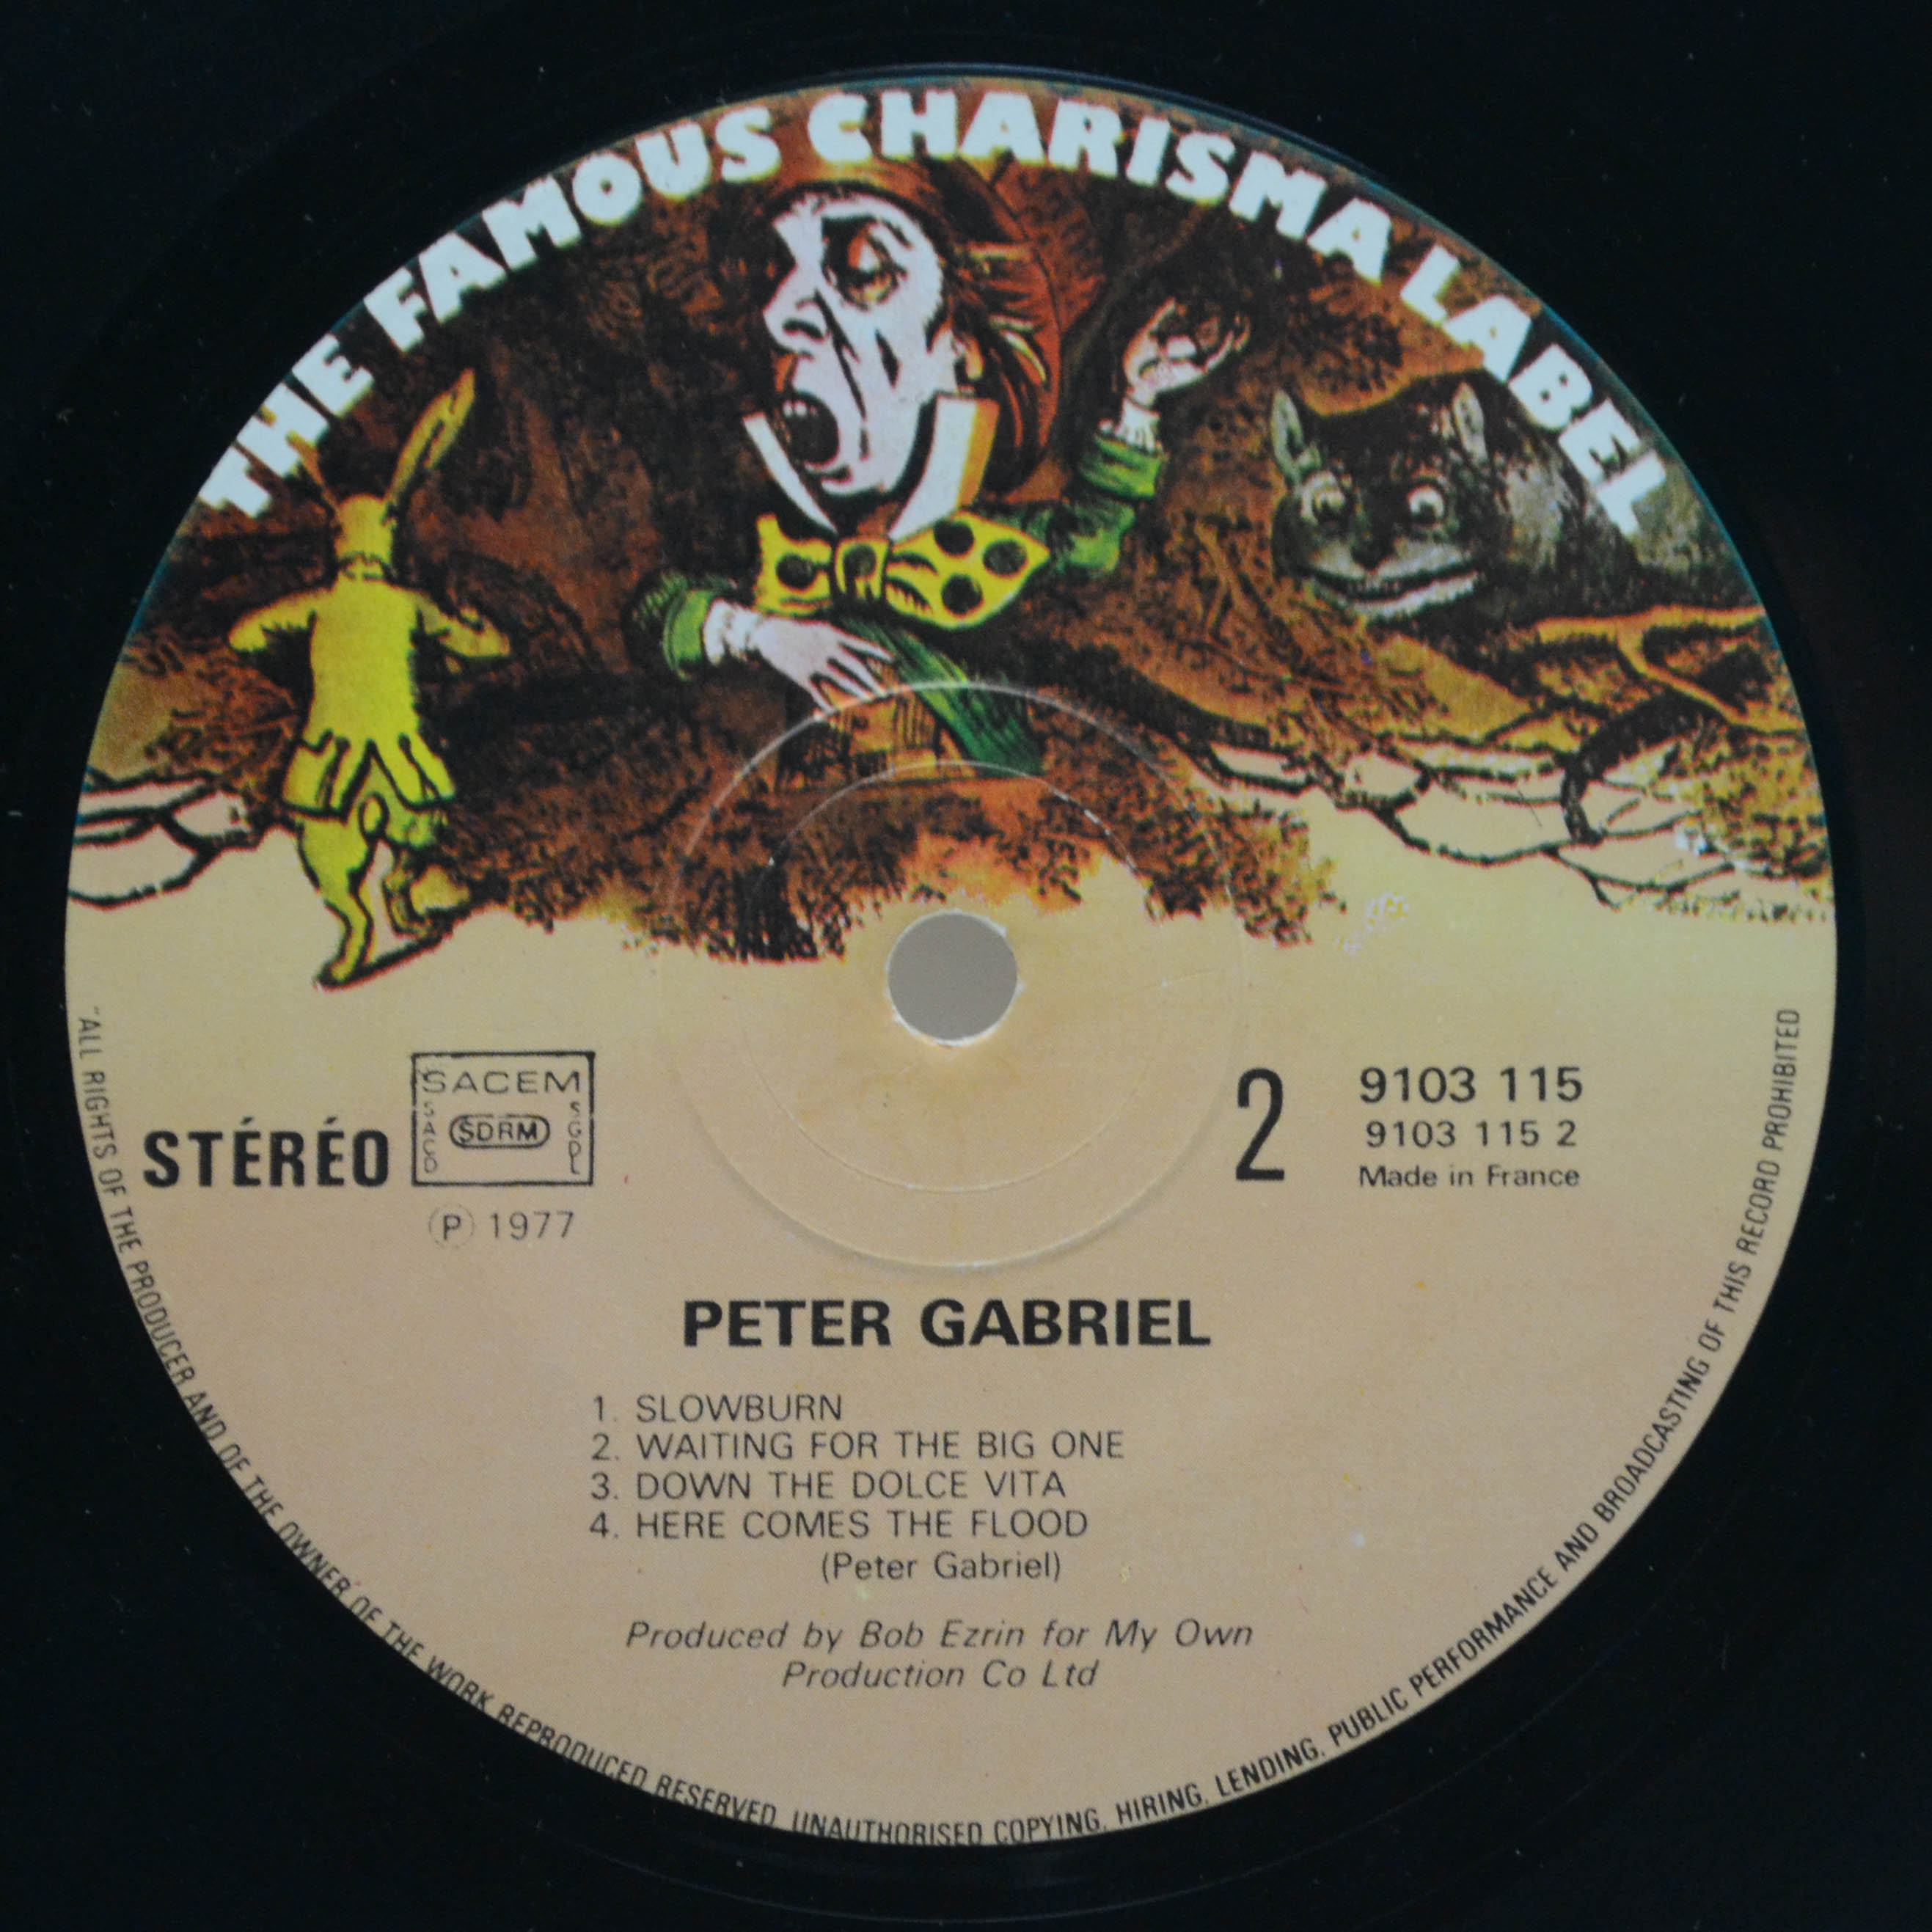 THE FAMOUS CHARISMA LABEL
SACEM
SACD
SDRM
SGDL
STÉRÉO
Ⓟ 1977
2
9103 115
9103 115 2
Made in France
PETER GABRIEL
1. SLOWBURN
2. WAITING FOR THE BIG ONE
3. DOWN THE DOLCE VITA
4. HERE COMES THE FLOOD
(Peter Gabriel)
Produced by Bob Ezrin for My Own
Production Co Ltd
"ALL RIGHTS OF THE PRODUCER AND OF THE OWNER OF THE WORK REPRODUCED RESERVED. UNAUTHORISED COPYING, HIRING, LENDING, PUBLIC PERFORMANCE AND BROADCASTING OF THIS RECORD PROHIBITED